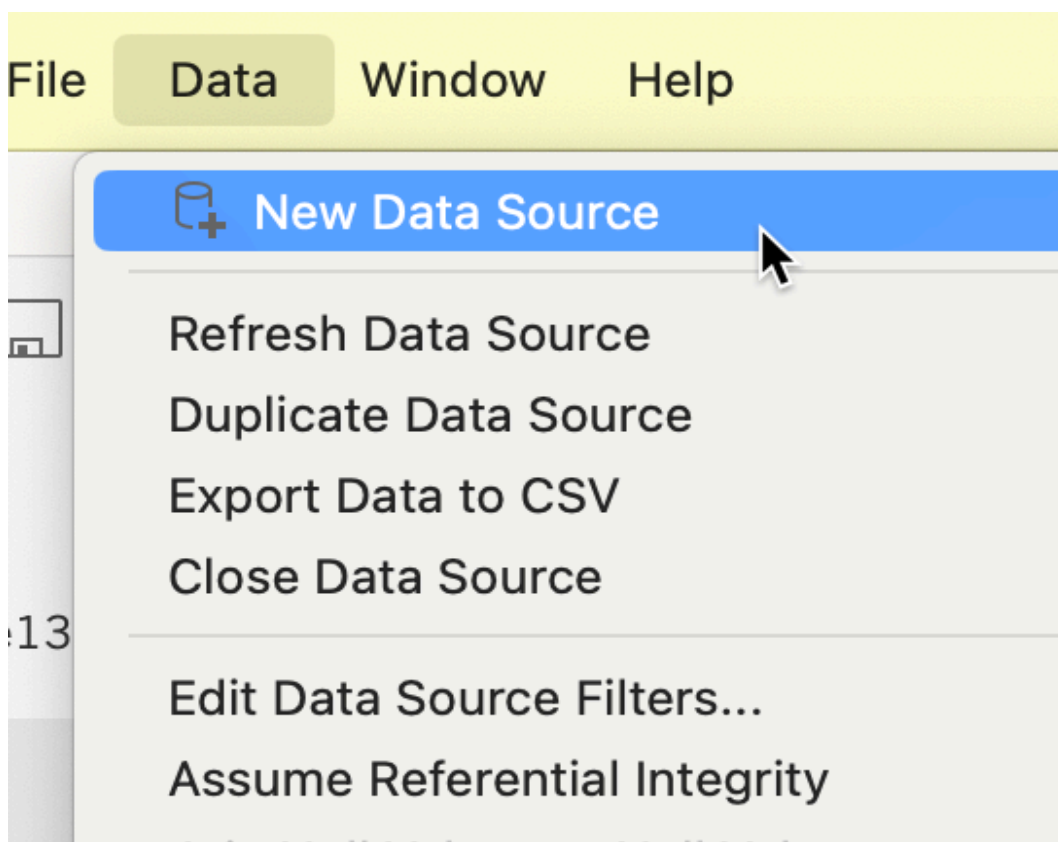 File Data Window Help
New Data Source
Refresh Data Source
Duplicate Data Source
Export Data to CSV
Close Data Source
13
Edit Data Source Filters...
Assume Referential Integrity